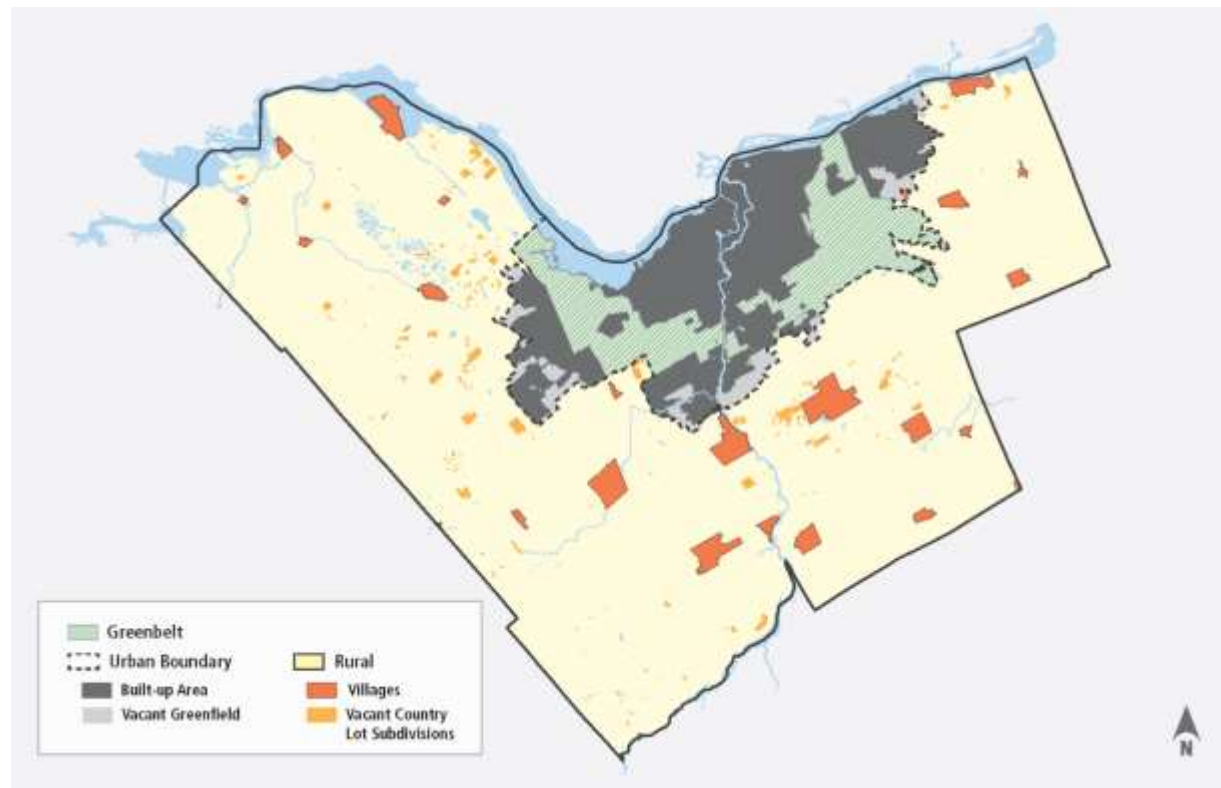 Greenbelt
Urban Boundary
Rural
Built-up Area
Villages
Vacant Greenfield
Vacant Country
Lot Subdivisions
N